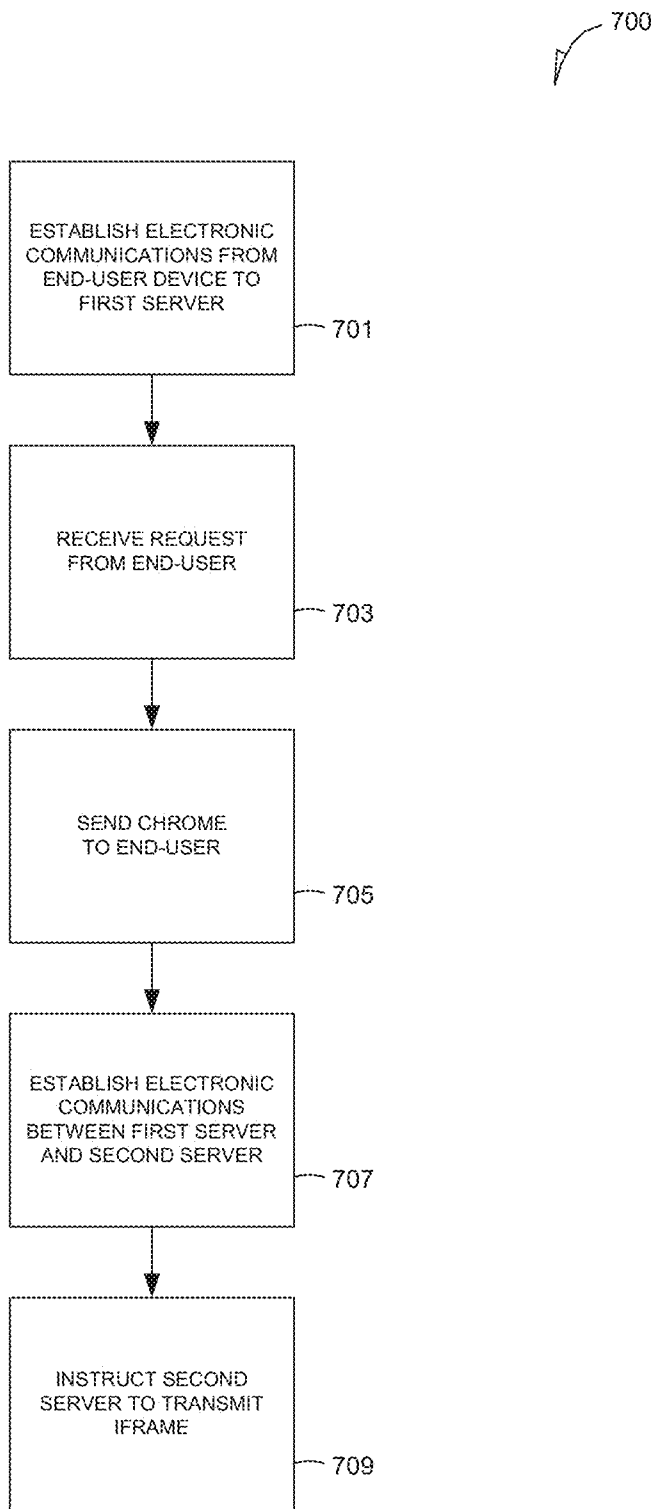 700
ESTABLISH ELECTRONIC
COMMUNICATIONS FROM
END-USER DEVICE TO
FIRST SERVER
701
RECEIVE REQUEST
FROM END-USER
703
SEND CHROME
TO END-USER
705
ESTABLISH ELECTRONIC
COMMUNICATIONS
BETWEEN FIRST SERVER
AND SECOND SERVER
707
INSTRUCT SECOND
SERVER TO TRANSMIT
IFRAME
709